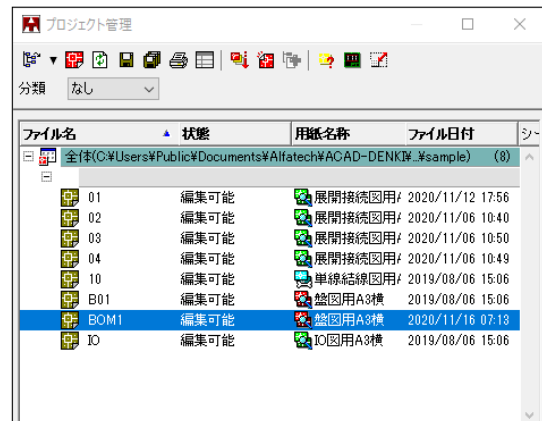 プロジェクト管理
分類 なし
ファイル名 状態 用紙名称 ファイル日付 シー
全体(C:¥Users¥Public¥Documents¥Alfatech¥ACAD-DENKI¥..¥sample) (8)
01 編集可能 展開接続図用A 2020/11/12 17:56
02 編集可能 展開接続図用A 2020/11/06 10:40
03 編集可能 展開接続図用A 2020/11/06 10:50
04 編集可能 展開接続図用A 2020/11/06 10:49
10 編集可能 単線結線図用A 2019/08/06 15:06
B01 編集可能 盤図用A3横 2019/08/06 15:06
BOM1 編集可能 盤図用A3横 2020/11/16 07:13
IO 編集可能 IO図用A3横 2019/08/06 15:06